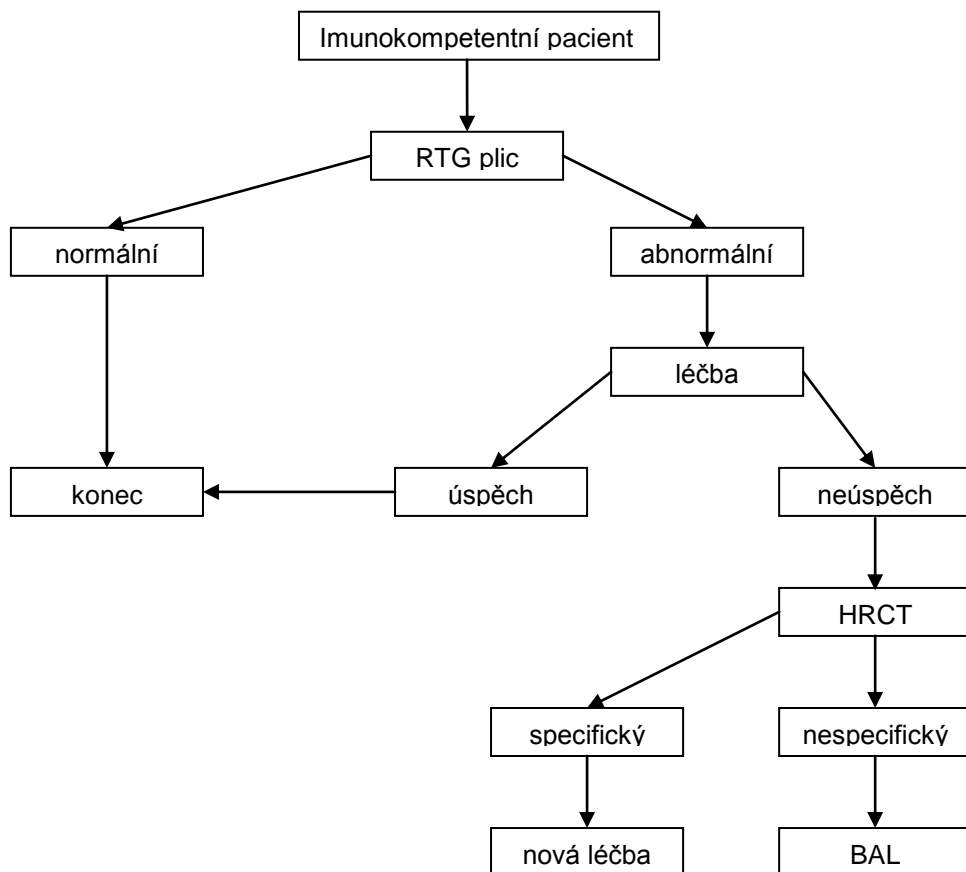 Imunokompetentní pacient
RTG plic
normální
abnormální
léčba
konec
úspěch
neúspěch
HRCT
specifický
nespecifický
nová léčba
BAL